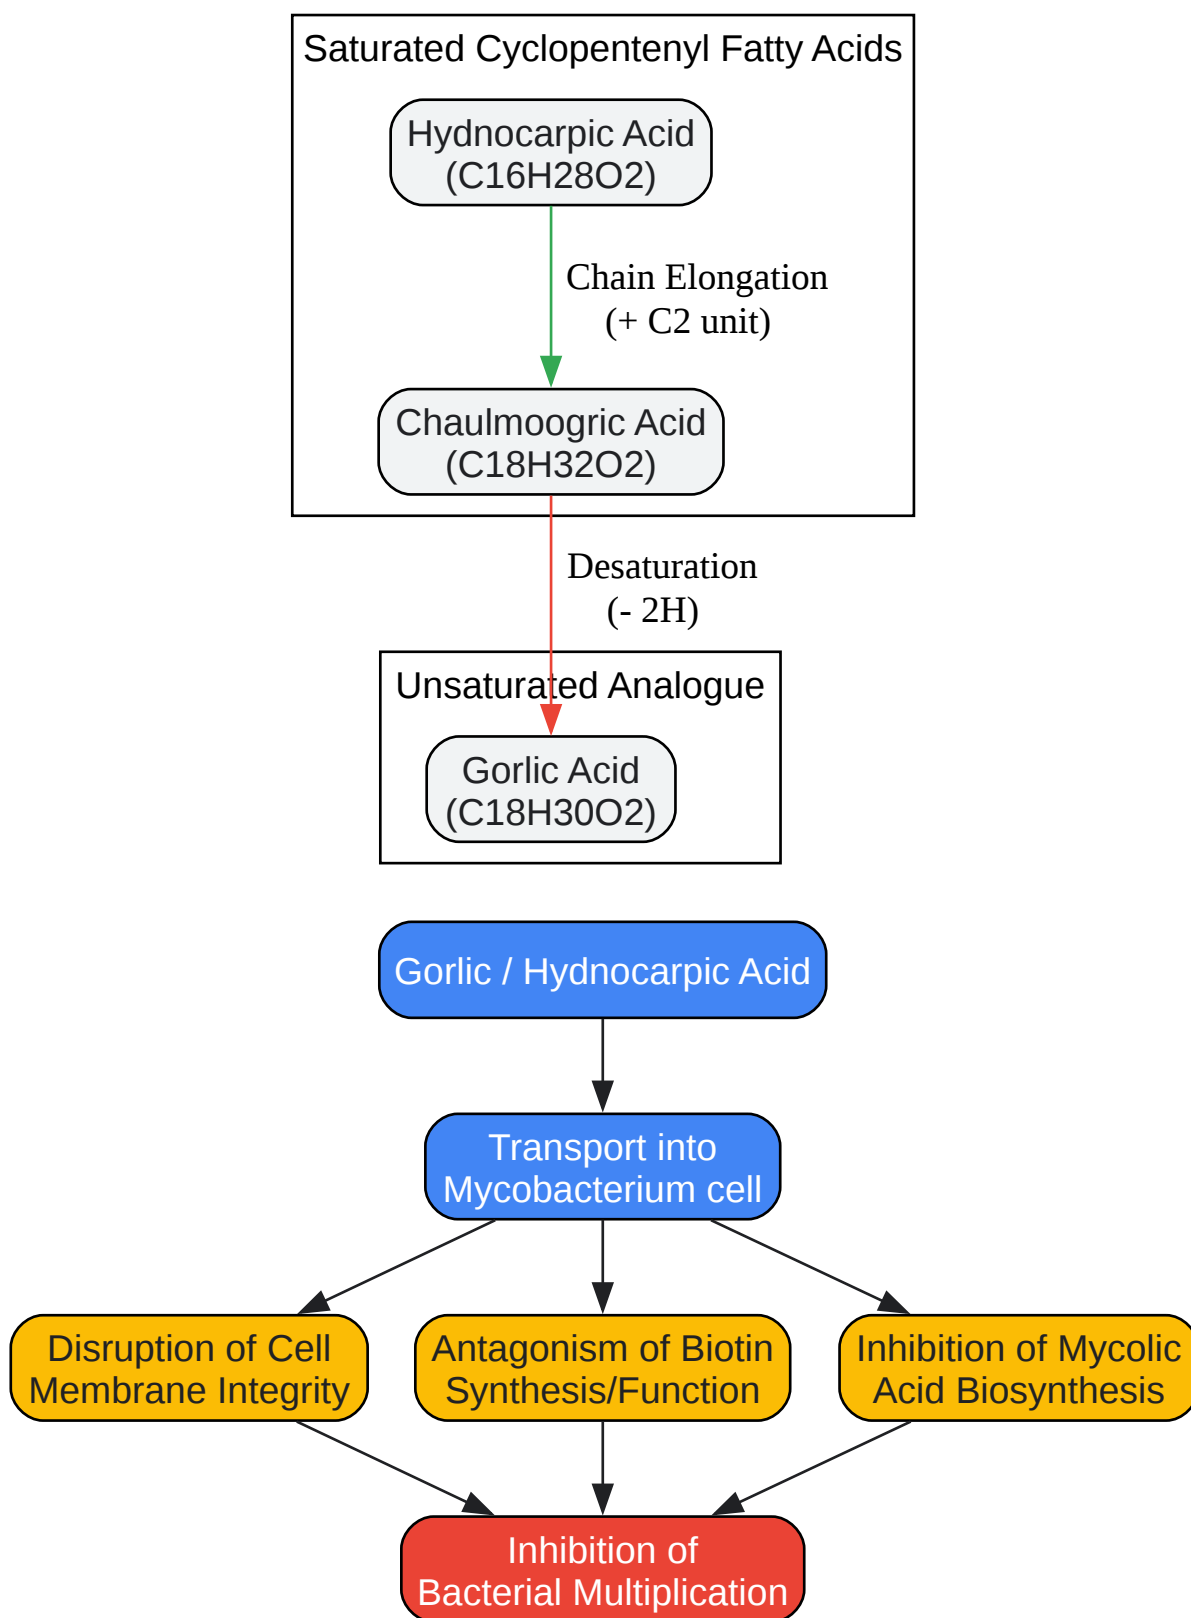 Saturated Cyclopentenyl Fatty Acids
Hydnocarpic Acid
(C16H28O2)
Chain Elongation
(+ C2 unit)
Chaulmoogric Acid
(C18H32O2)
Desaturation
(- 2H)
Unsaturated Analogue
Gorlic Acid
(C18H30O2)
Gorlic / Hydnocarpic Acid
Transport into
Mycobacterium cell
Disruption of Cell
Membrane Integrity
Antagonism of Biotin
Synthesis/Function
Inhibition of Mycolic
Acid Biosynthesis
Inhibition of
Bacterial Multiplication